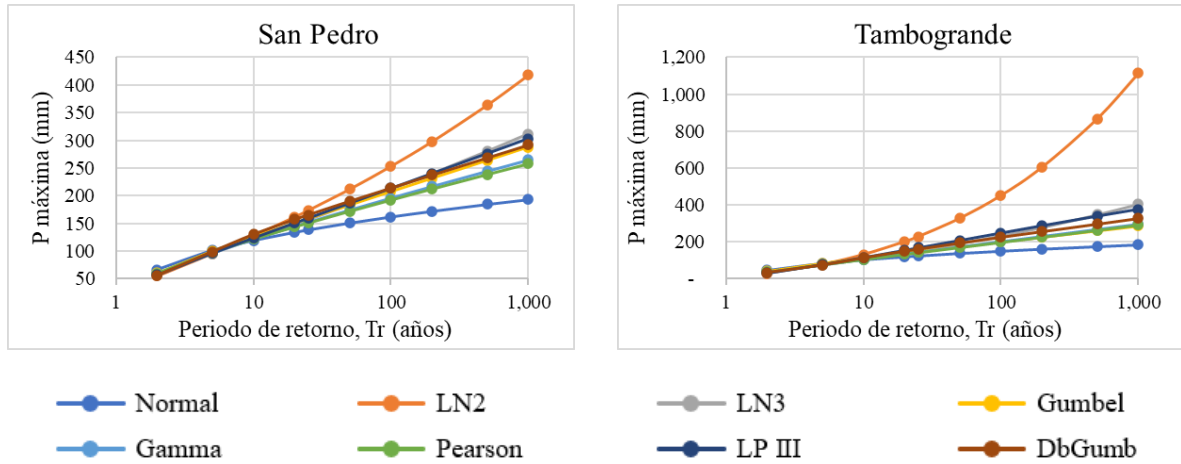 San Pedro
P máxima (mm)
450
400
350
300
250
200
150
100
50
1
10
100
1,000
Periodo de retorno, Tr (años)
Tambogrande
P máxima (mm)
1,200
1,000
800
600
400
200
-
1
10
100
1,000
Periodo de retorno, Tr (años)
Normal
LN2
LN3
Gumbel
Gamma
Pearson
LP III
DbGumb